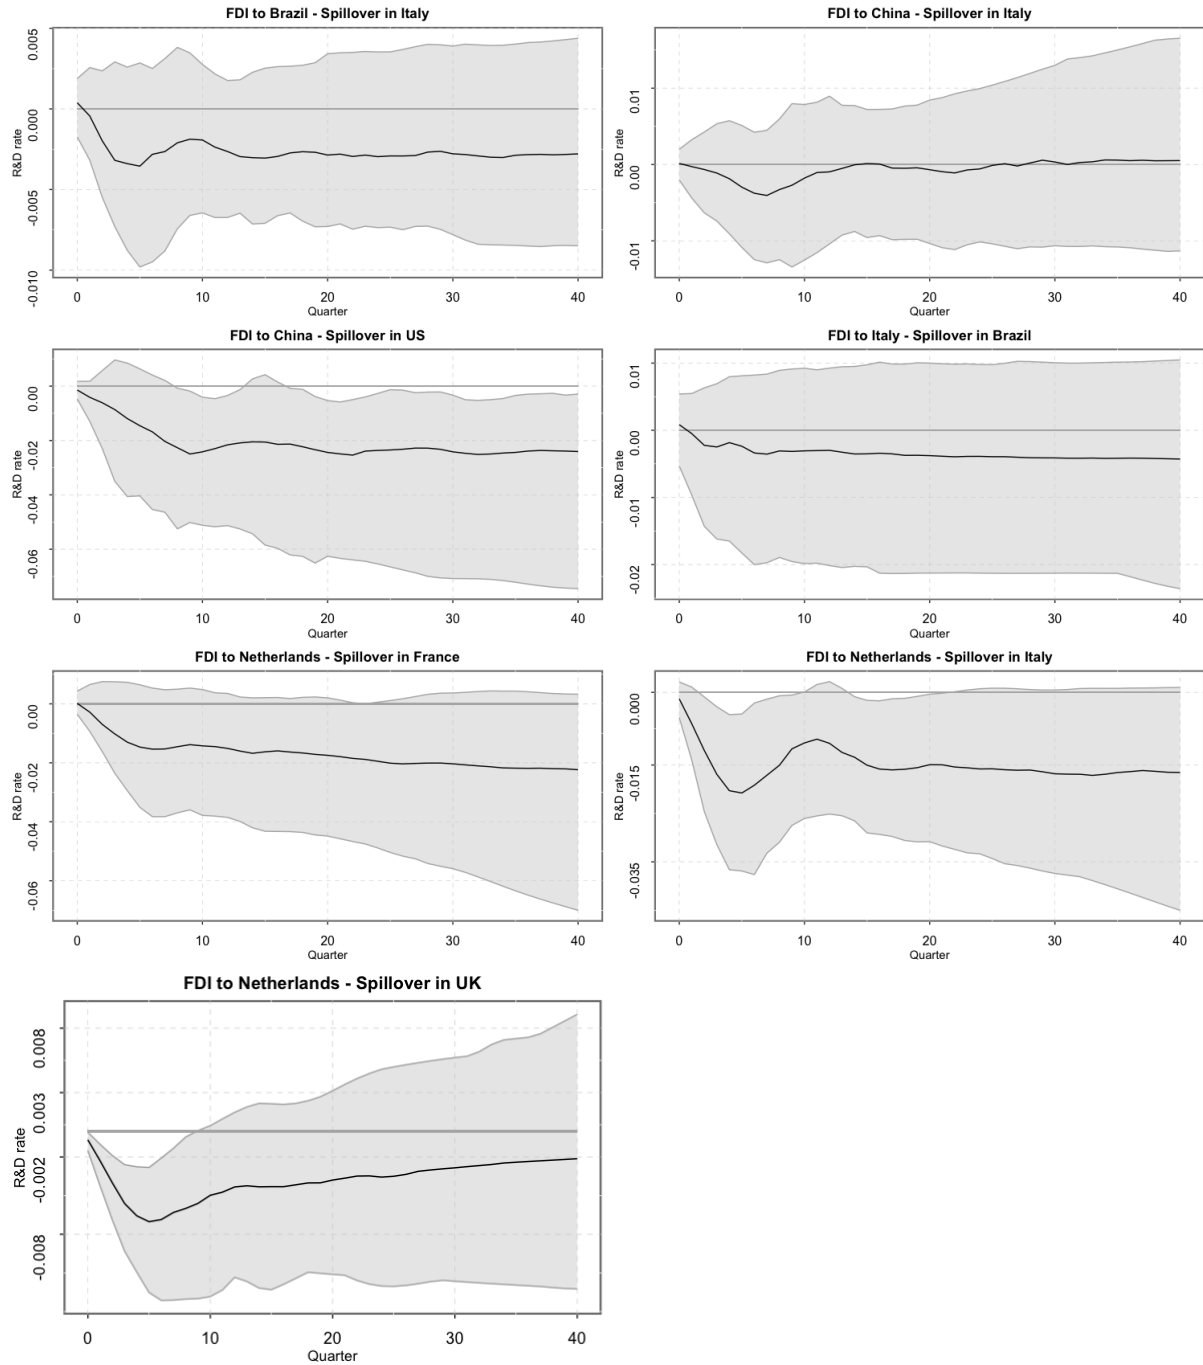 FDI to Brazil - Spillover in Italy
R&D rate
0.005
0.000
-0.005
-0.010
0 10 20 30 40
Quarter
FDI to China - Spillover in Italy
R&D rate
0.01
0.00
-0.01
0 10 20 30 40
Quarter
FDI to China - Spillover in US
R&D rate
0.00
-0.02
-0.04
-0.06
0 10 20 30 40
Quarter
FDI to Italy - Spillover in Brazil
R&D rate
0.01
0.00
-0.01
-0.02
0 10 20 30 40
Quarter
FDI to Netherlands - Spillover in France
R&D rate
0.00
-0.02
-0.04
-0.06
0 10 20 30 40
Quarter
FDI to Netherlands - Spillover in Italy
R&D rate
0.000
-0.015
-0.035
0 10 20 30 40
Quarter
FDI to Netherlands - Spillover in UK
R&D rate
0.008
0.003
-0.002
-0.008
0 10 20 30 40
Quarter